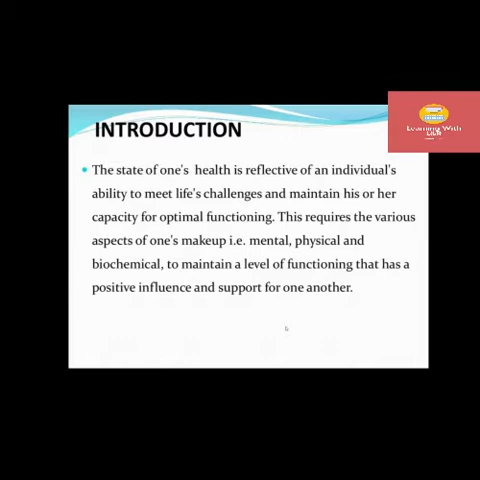 Learning With
INTRODUCTION
The state of one's health is reflective of an individual's
ability to meet life's challenges and maintain his or her
capacity for optimal functioning. This requires the various
aspects of one's makeup i.e. mental, physical and
biochemical, to maintain a level of functioning that has a
positive influence and support for one another.